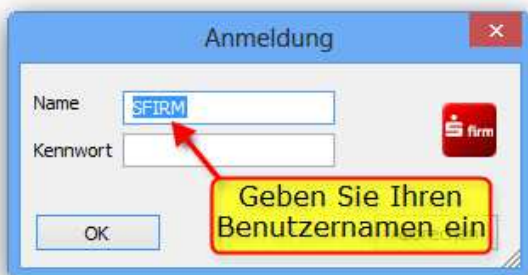 Anmeldung
Name
SFIRM
S firm
Kennwort
Geben Sie Ihren
Benutzernamen ein
OK